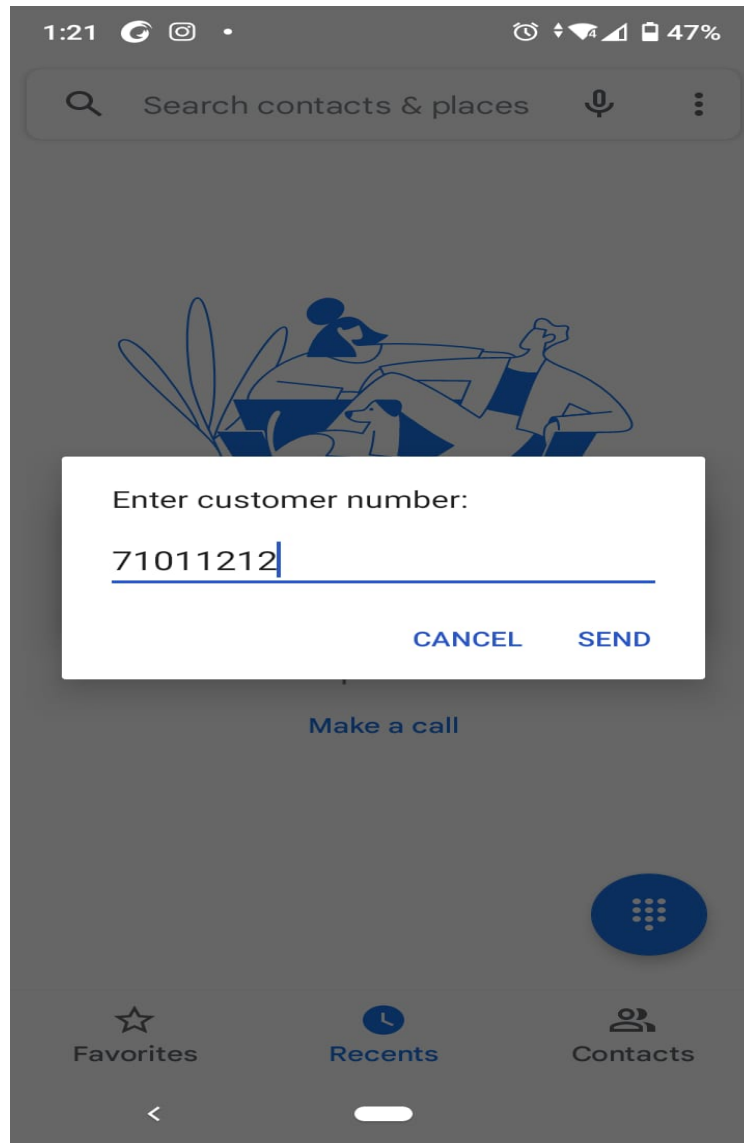 1:21
47%
Search contacts & places
Enter customer number:
71011212
CANCEL SEND
Make a call
Favorites Recents Contacts